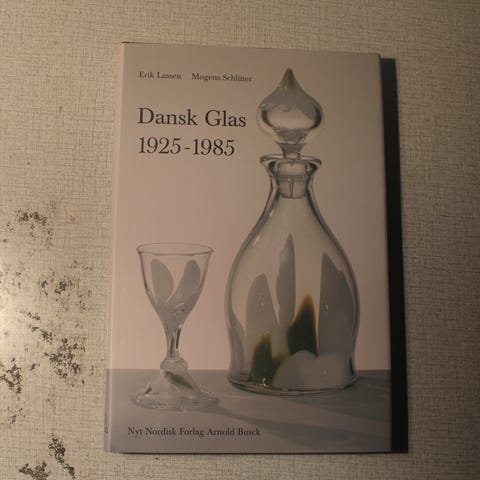 Erik Lassen Mogens Schlüter
Dansk Glas
1925-1985
Nyt Nordisk Forlag Arnold Busck